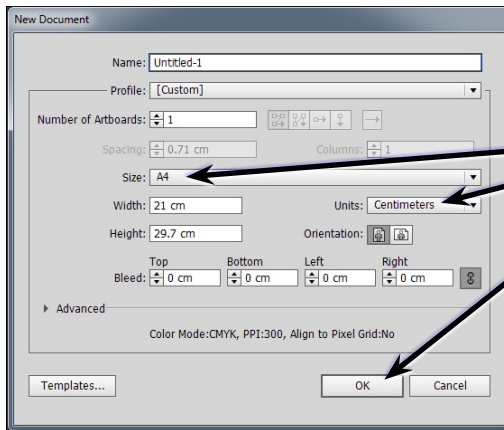 New Document
Name: Untitled-1
Profile: [Custom]
Number of Artboards: 1
Spacing: 0.71 cm Columns: 1
Size: A4
Width: 21 cm Units: Centimeters
Height: 29.7 cm Orientation:
Top Bottom Left Right
Bleed: 0 cm 0 cm 0 cm 0 cm
Advanced
Color Mode:CMYK, PPI:300, Align to Pixel Grid:No
Templates... OK Cancel